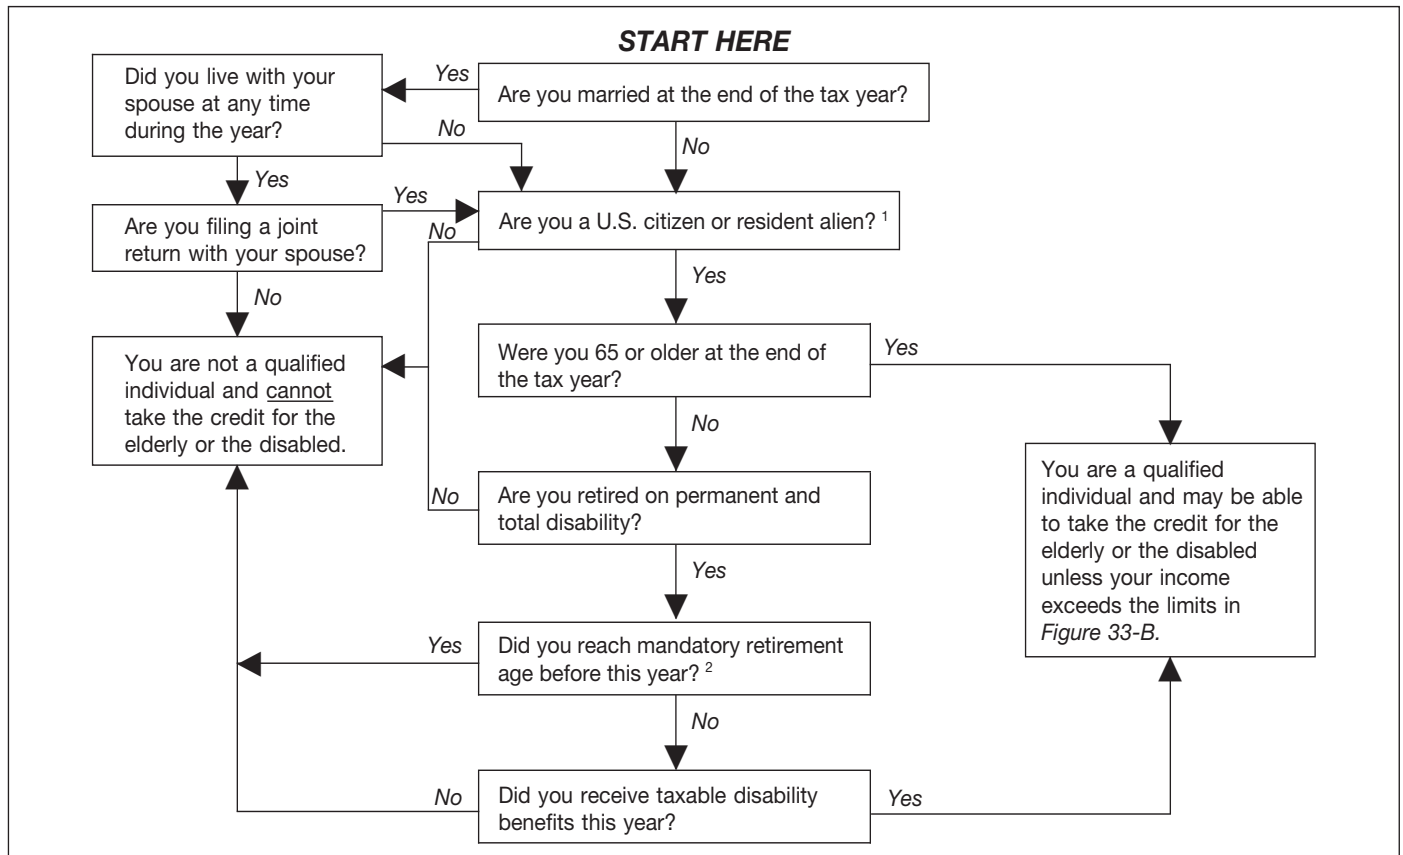 START HERE
Did you live with your
spouse at any time
during the year?
Yes
Are you married at the end of the tax year?
No
No
Yes
Are you filing a joint
return with your spouse?
Yes
Are you a U.S. citizen or resident alien? 1
No
Yes
No
You are not a qualified
individual and cannot
take the credit for the
elderly or the disabled.
Were you 65 or older at the end of
the tax year?
Yes
No
You are a qualified
individual and may be able
to take the credit for the
elderly or the disabled
unless your income
exceeds the limits in
Figure 33-B.
Are you retired on permanent and
total disability?
No
Yes
Did you reach mandatory retirement
age before this year? 2
Yes
No
Did you receive taxable disability
benefits this year?
No
Yes